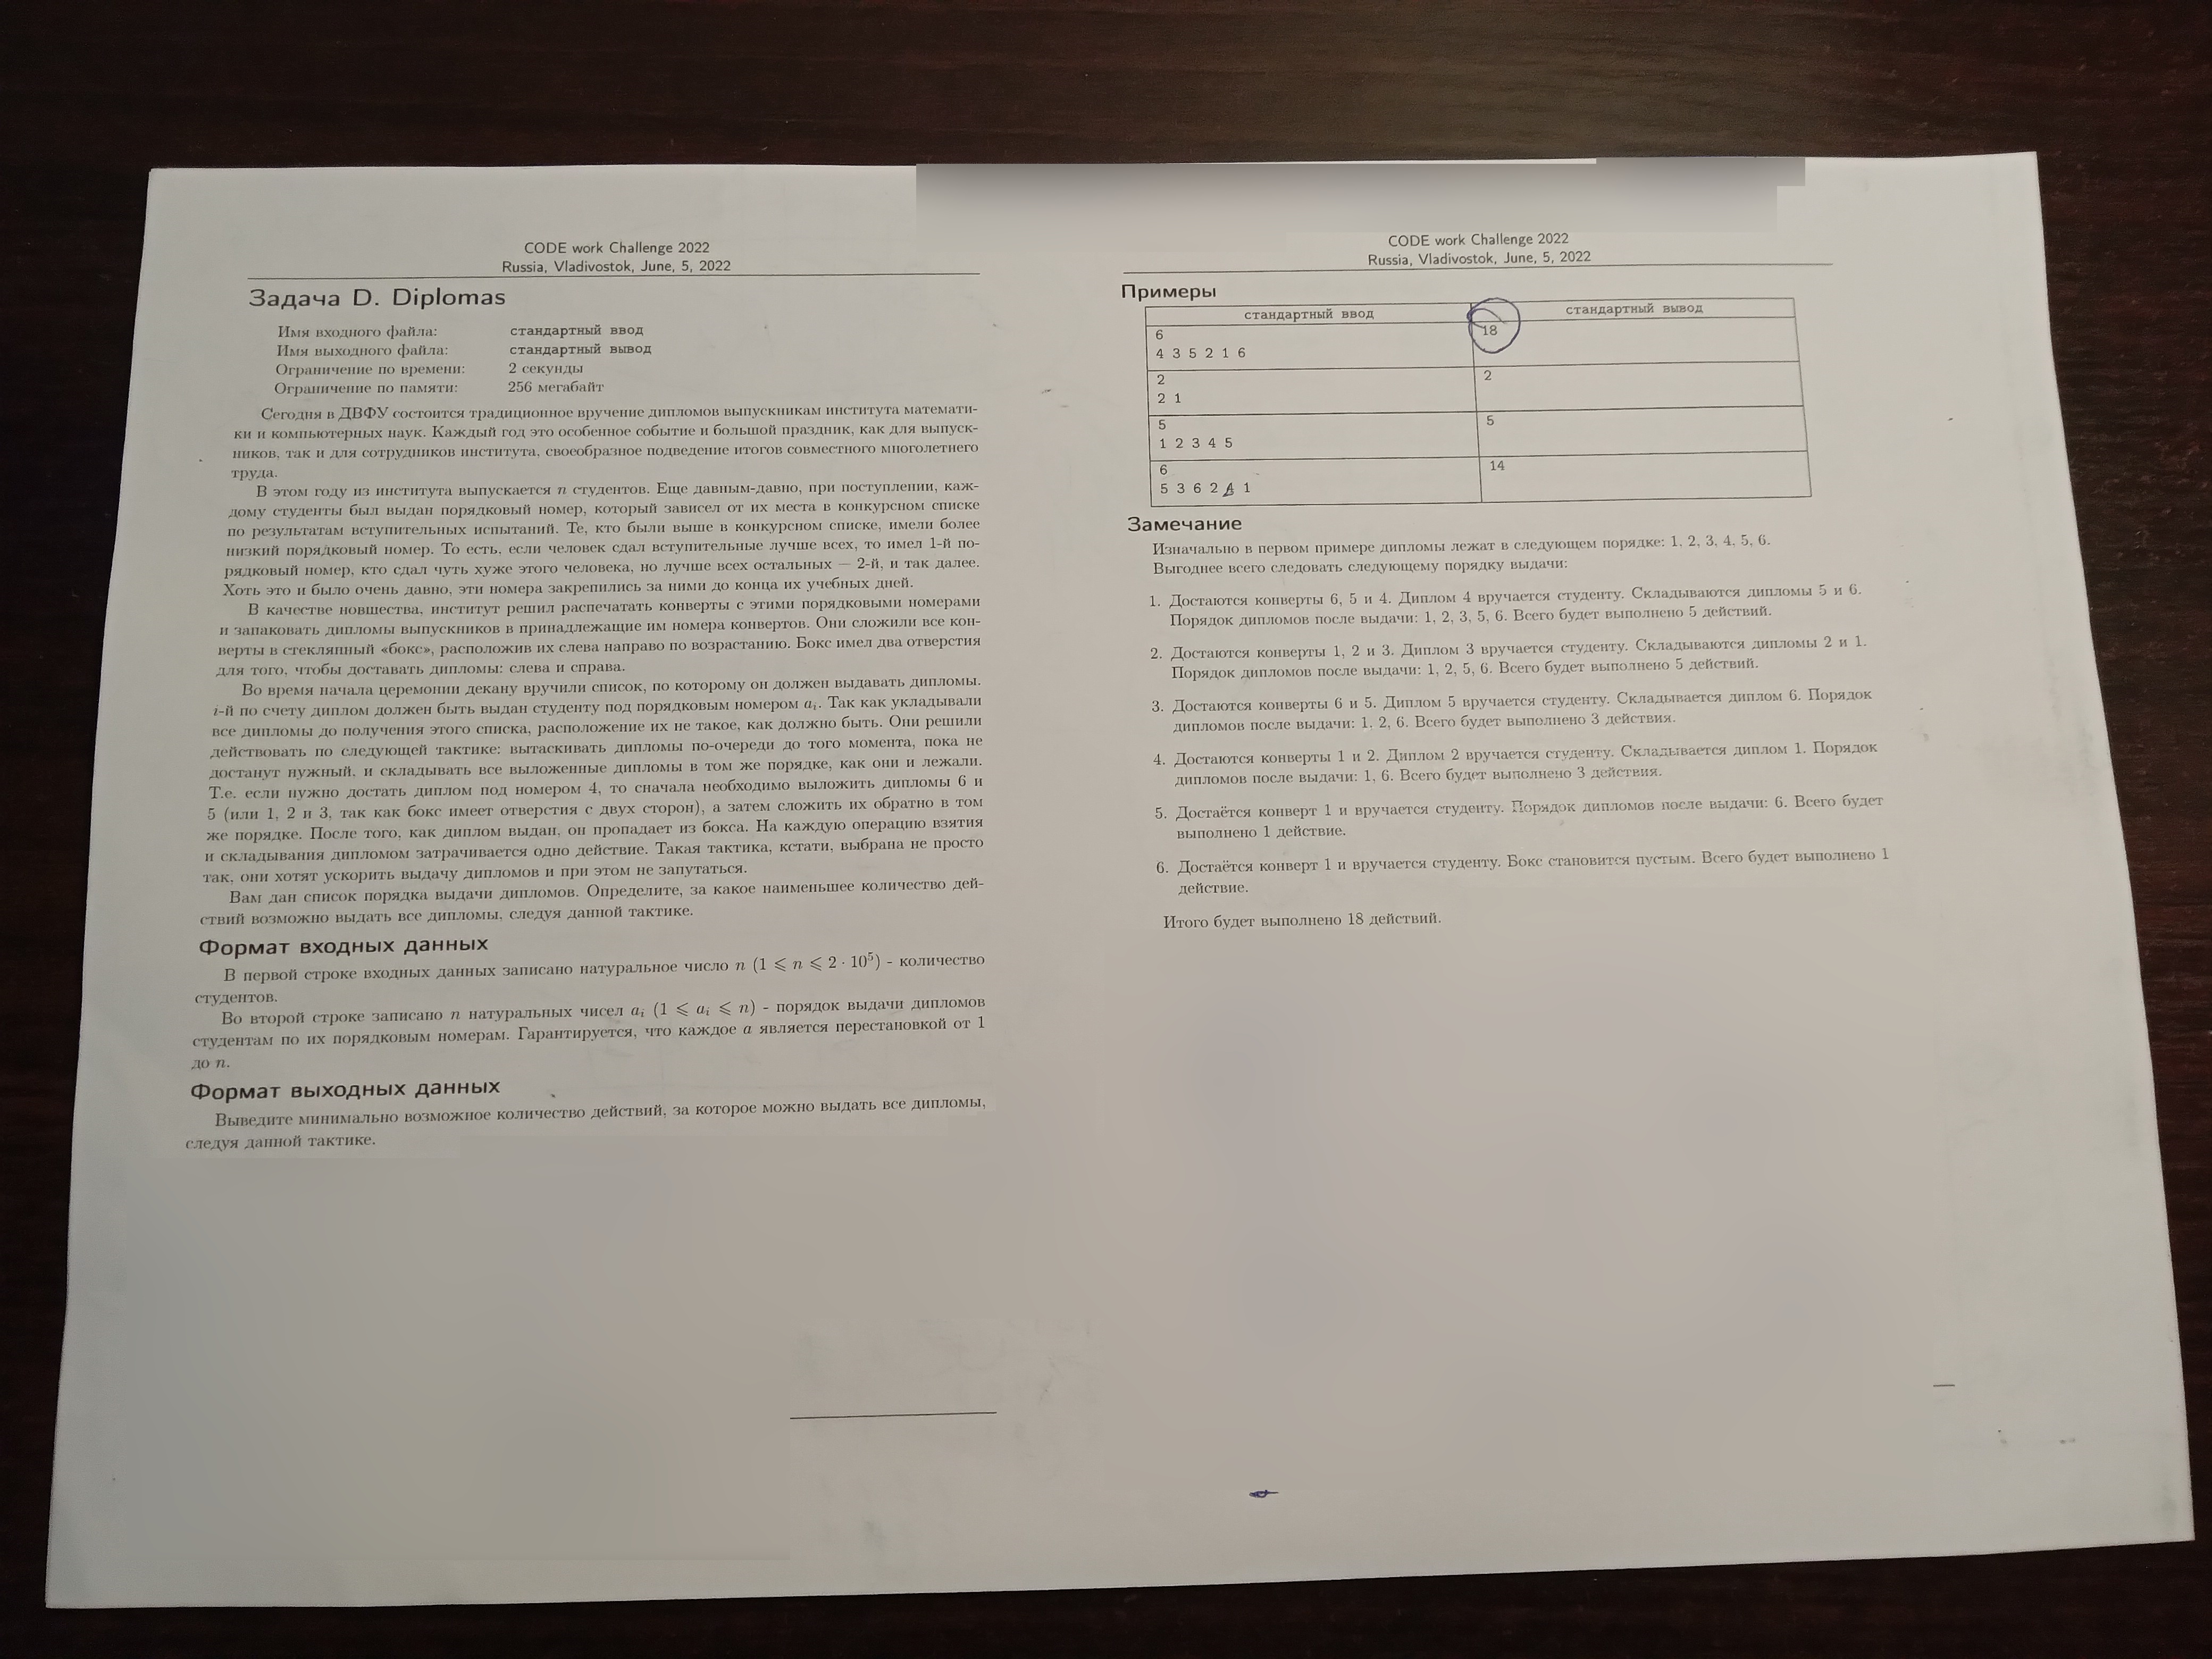 CODE work Challenge 2022
Russia, Vladivostok, June, 5, 2022
Задача D. Diplomas
Имя входного файла: стандартный ввод
Имя выходного файла: стандартный вывод
Ограничение по времени: 2 секунды
Ограничение по памяти: 256 мегабайт
Сегодня в ДВФУ состоится традиционное вручение дипломов выпускникам института математи-
ки и компьютерных наук. Каждый год это особенное событие и большой праздник, как для выпуск-
ников, так и для сотрудников института, своеобразное подведение итогов совместного многолетнего
труда.
В этом году из института выпускается n студентов. Еще давным-давно, при поступлении, каж-
дому студенты был выдан порядковый номер, который зависел от их места в конкурсном списке
по результатам вступительных испытаний. Те, кто были выше в конкурсном списке, имели более
низкий порядковый номер. То есть, если человек сдал вступительные лучше всех, то имел 1-й по-
рядковый номер, кто сдал чуть хуже этого человека, но лучше всех остальных — 2-й, и так далее.
Хоть это и было очень давно, эти номера закрепились за ними до конца их учебных дней.
В качестве новшества, институт решил распечатать конверты с этими порядковыми номерами
и запаковать дипломы выпускников в принадлежащие им номера конвертов. Они сложили все кон-
верты в стеклянный «бокс», расположив их слева направо по возрастанию. Бокс имел два отверстия
для того, чтобы доставать дипломы: слева и справа.
Во время начала церемонии декану вручили список, по которому он должен выдавать дипломы.
i-й по счету диплом должен быть выдан студенту под порядковым номером aᵢ. Так как укладывали
все дипломы до получения этого списка, расположение их не такое, как должно быть. Они решили
действовать по следующей тактике: вытаскивать дипломы по-очереди до того момента, пока не
достанут нужный, и складывать все выложенные дипломы в том же порядке, как они и лежали.
Т.е. если нужно достать диплом под номером 4, то сначала необходимо выложить дипломы 6 и
5 (или 1, 2 и 3, так как бокс имеет отверстия с двух сторон), а затем сложить их обратно в том
же порядке. После того, как диплом выдан, он пропадает из бокса. На каждую операцию взятия
и складывания дипломом затрачивается одно действие. Такая тактика, кстати, выбрана не просто
так, они хотят ускорить выдачу дипломов и при этом не запутаться.
Вам дан список порядка выдачи дипломов. Определите, за какое наименьшее количество дей-
ствий возможно выдать все дипломы, следуя данной тактике.
Формат входных данных
В первой строке входных данных записано натуральное число n (1 ⩽ n ⩽ 2 · 10⁵) - количество
студентов.
Во второй строке записано n натуральных чисел aᵢ (1 ⩽ aᵢ ⩽ n) - порядок выдачи дипломов
студентам по их порядковым номерам. Гарантируется, что каждое a является перестановкой от 1
до n.
Формат выходных данных
Выведите минимально возможное количество действий, за которое можно выдать все дипломы,
следуя данной тактике.
CODE work Challenge 2022
Russia, Vladivostok, June, 5, 2022
Примеры
стандартный ввод стандартный вывод
6 18
4 3 5 2 1 6
2 2
2 1
5 5
1 2 3 4 5
6 14
5 3 6 2 4 1
Замечание
Изначально в первом примере дипломы лежат в следующем порядке: 1, 2, 3, 4, 5, 6.
Выгоднее всего следовать следующему порядку выдачи:
1. Достаются конверты 6, 5 и 4. Диплом 4 вручается студенту. Складываются дипломы 5 и 6.
Порядок дипломов после выдачи: 1, 2, 3, 5, 6. Всего будет выполнено 5 действий.
2. Достаются конверты 1, 2 и 3. Диплом 3 вручается студенту. Складываются дипломы 2 и 1.
Порядок дипломов после выдачи: 1, 2, 5, 6. Всего будет выполнено 5 действий.
3. Достаются конверты 6 и 5. Диплом 5 вручается студенту. Складывается диплом 6. Порядок
дипломов после выдачи: 1, 2, 6. Всего будет выполнено 3 действия.
4. Достаются конверты 1 и 2. Диплом 2 вручается студенту. Складывается диплом 1. Порядок
дипломов после выдачи: 1, 6. Всего будет выполнено 3 действия.
5. Достаётся конверт 1 и вручается студенту. Порядок дипломов после выдачи: 6. Всего будет
выполнено 1 действие.
6. Достаётся конверт 1 и вручается студенту. Бокс становится пустым. Всего будет выполнено 1
действие.
Итого будет выполнено 18 действий.